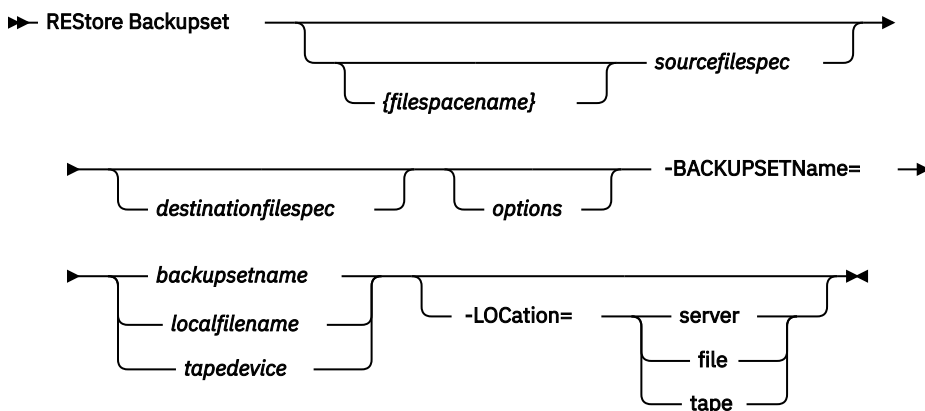 REStore Backupset
sourcefilespec
{filespacename}
destinationfilespec
options
-BACKUPSETName=
backupsetname
localfilename
tapedevice
-LOCation=
server
file
tape